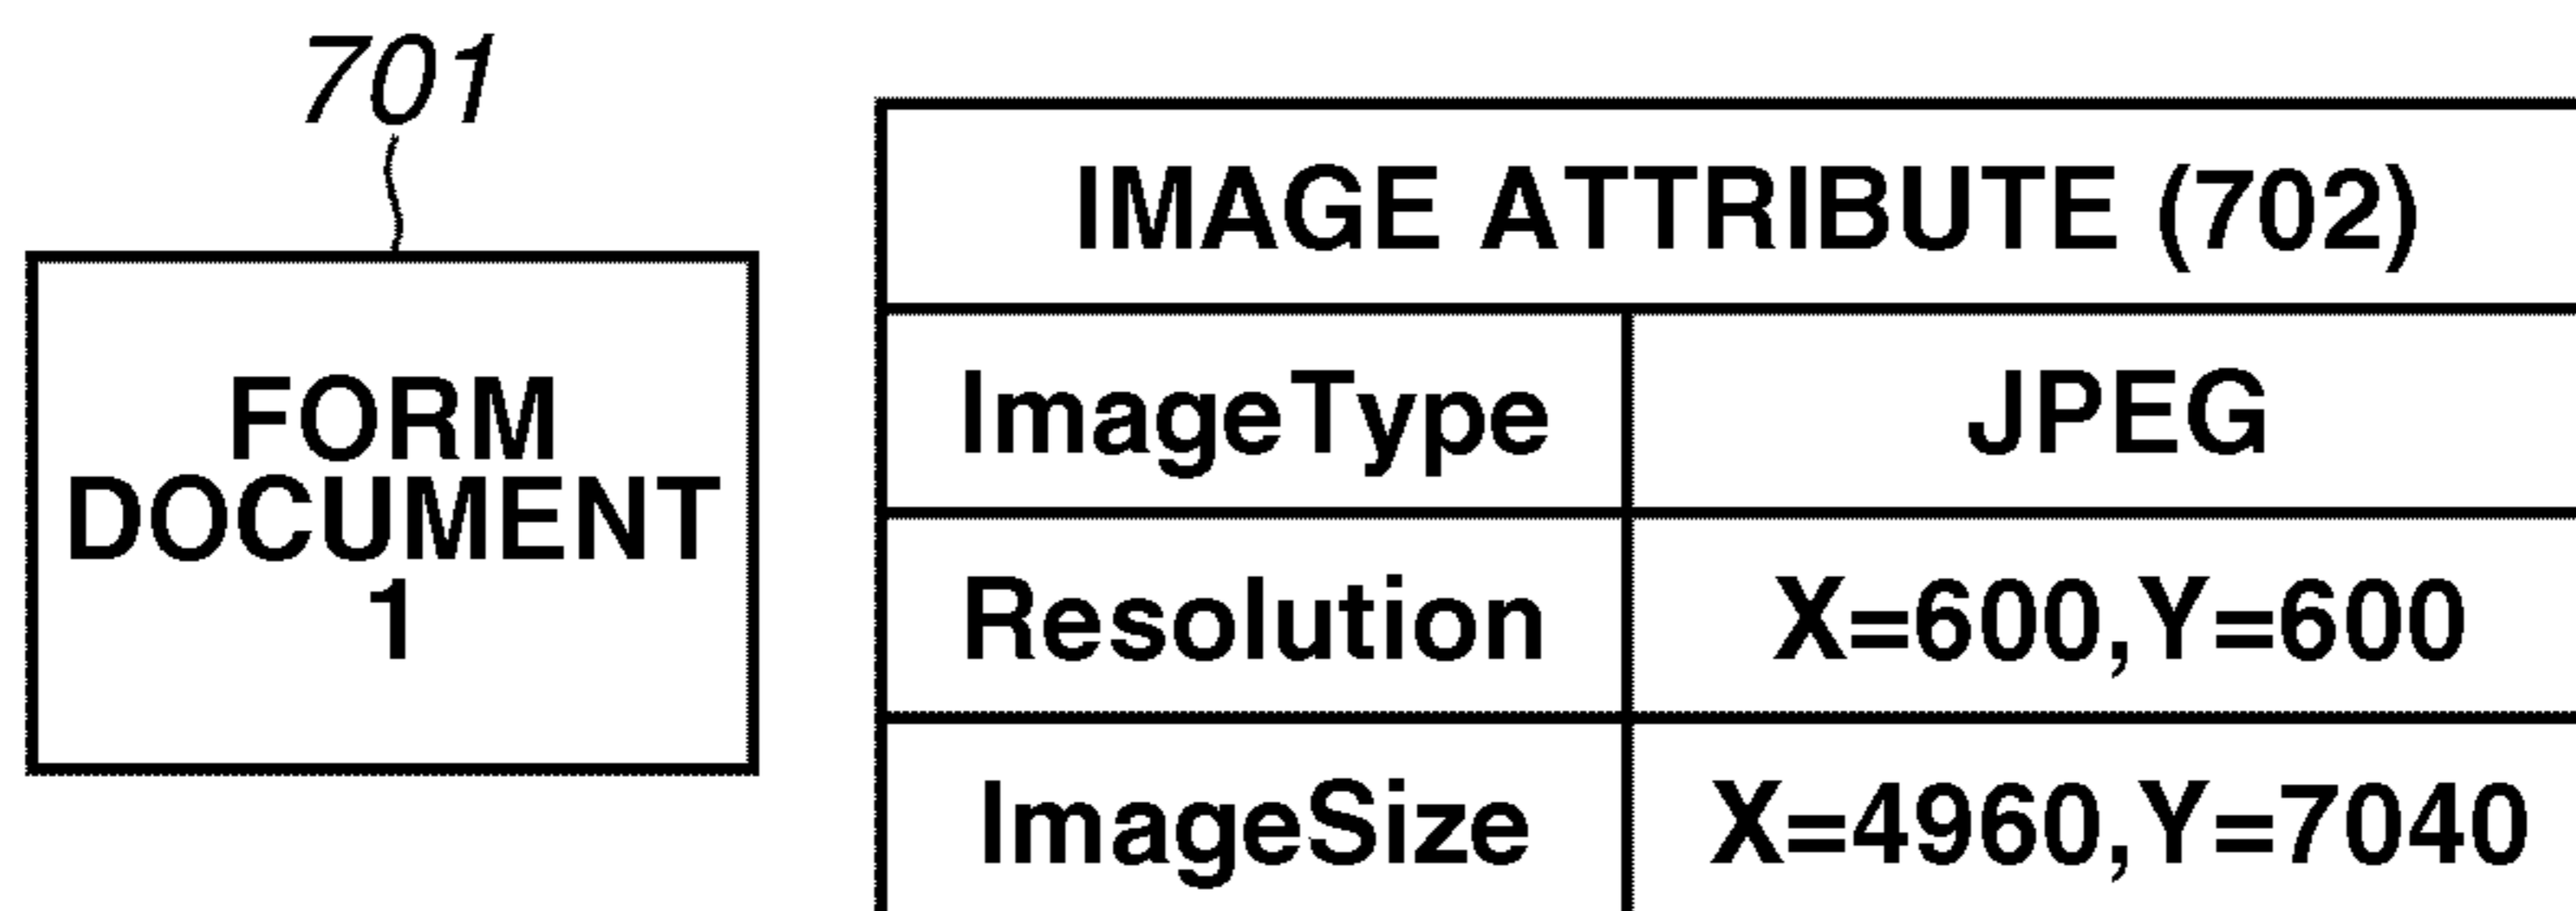 701
FORM
DOCUMENT
1
IMAGE ATTRIBUTE (702)
ImageType JPEG
Resolution X=600,Y=600
ImageSize X=4960,Y=7040